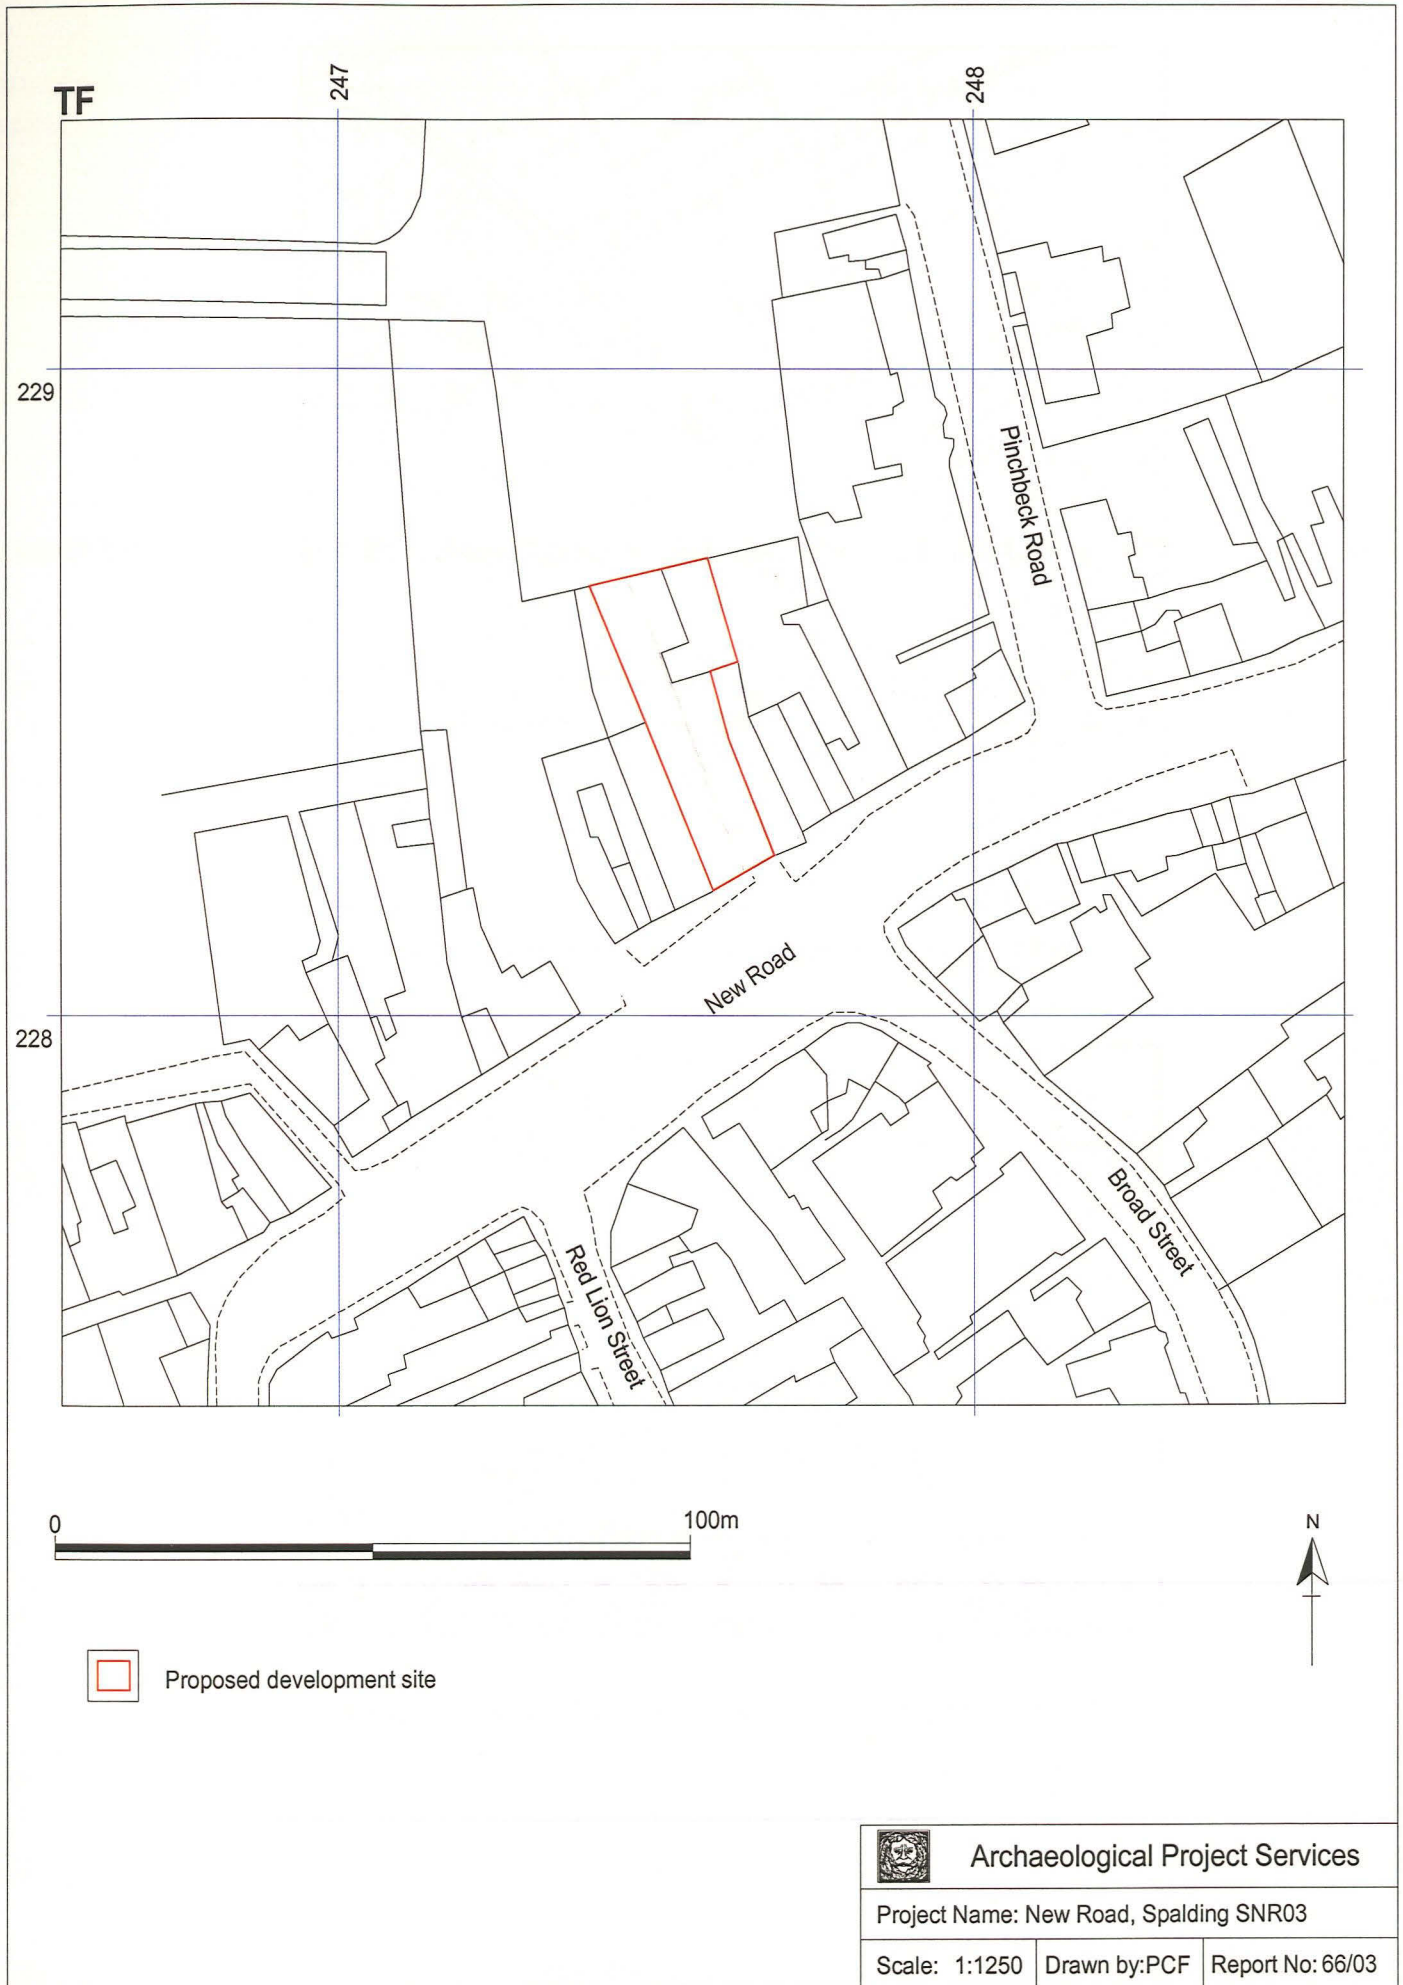 TF
247
248
229
Pinchbeck Road
New Road
228
Broad Street
Red Lion Street
0
100m
N
Proposed development site
Archaeological Project Services
Project Name: New Road, Spalding SNR03
Scale: 1:1250
Drawn by:PCF
Report No: 66/03